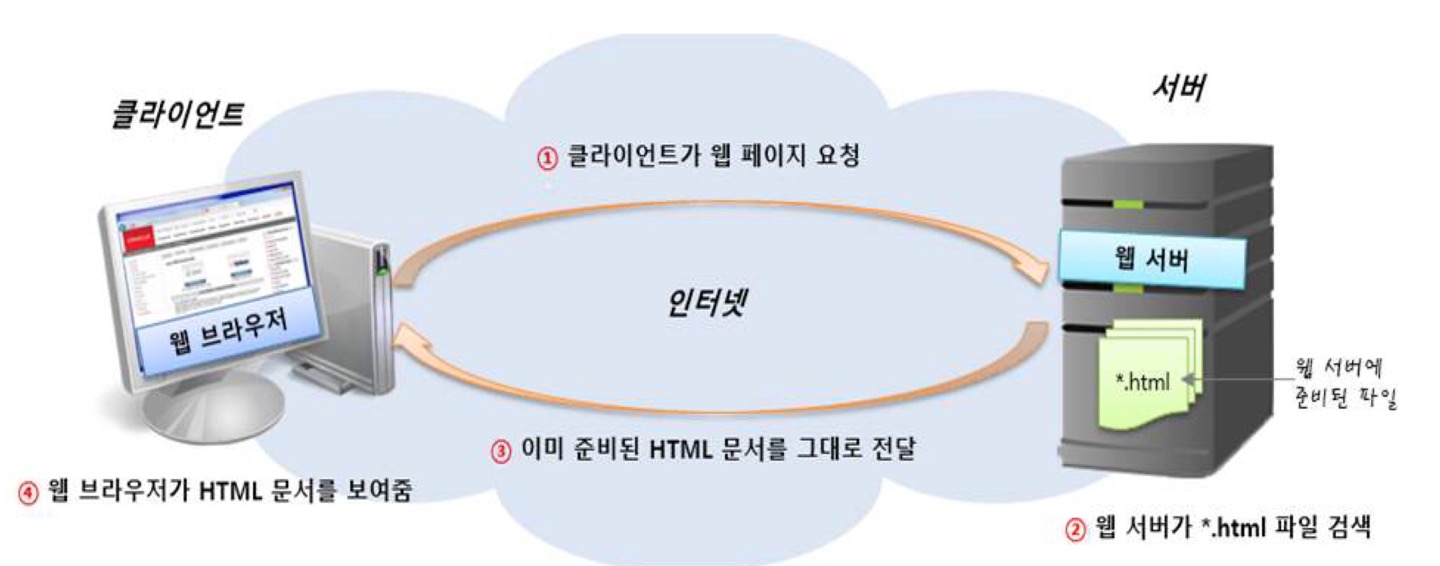 서버
클라이언트
① 클라이언트가 웹 페이지 요청
웹 서버
인터넷
웹 브라우저
*.html
웹 서버에
준비된 파일
③ 이미 준비된 HTML 문서를 그대로 전달
④ 웹 브라우저가 HTML 문서를 보여줌
② 웹 서버가 *.html 파일 검색